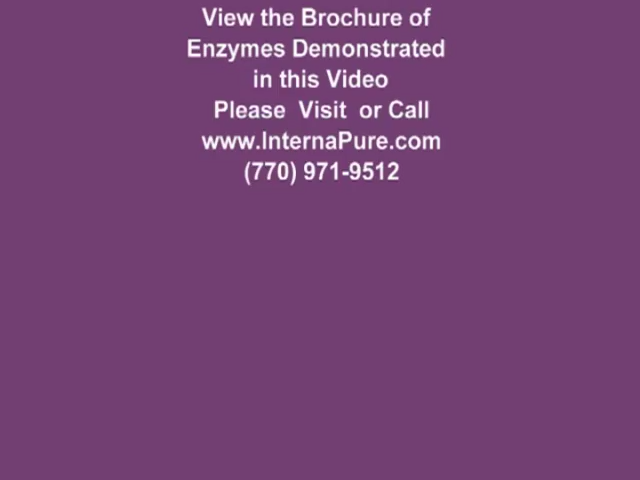 View the Brochure of
Enzymes Demonstrated
in this Video
Please Visit or Call
www.InternaPure.com
(770) 971-9512